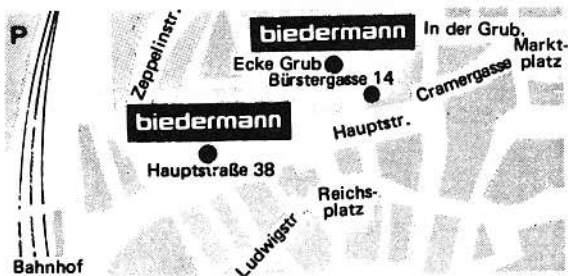 P
Zeppelinstr.
biedermann
In der Grub.
Markt-
platz
Ecke Grub
Bürstergasse 14
Cramergasse
biedermann
Hauptstr.
Hauptstraße 38
Reichs-
platz
Ludwigstr
Bahnhof